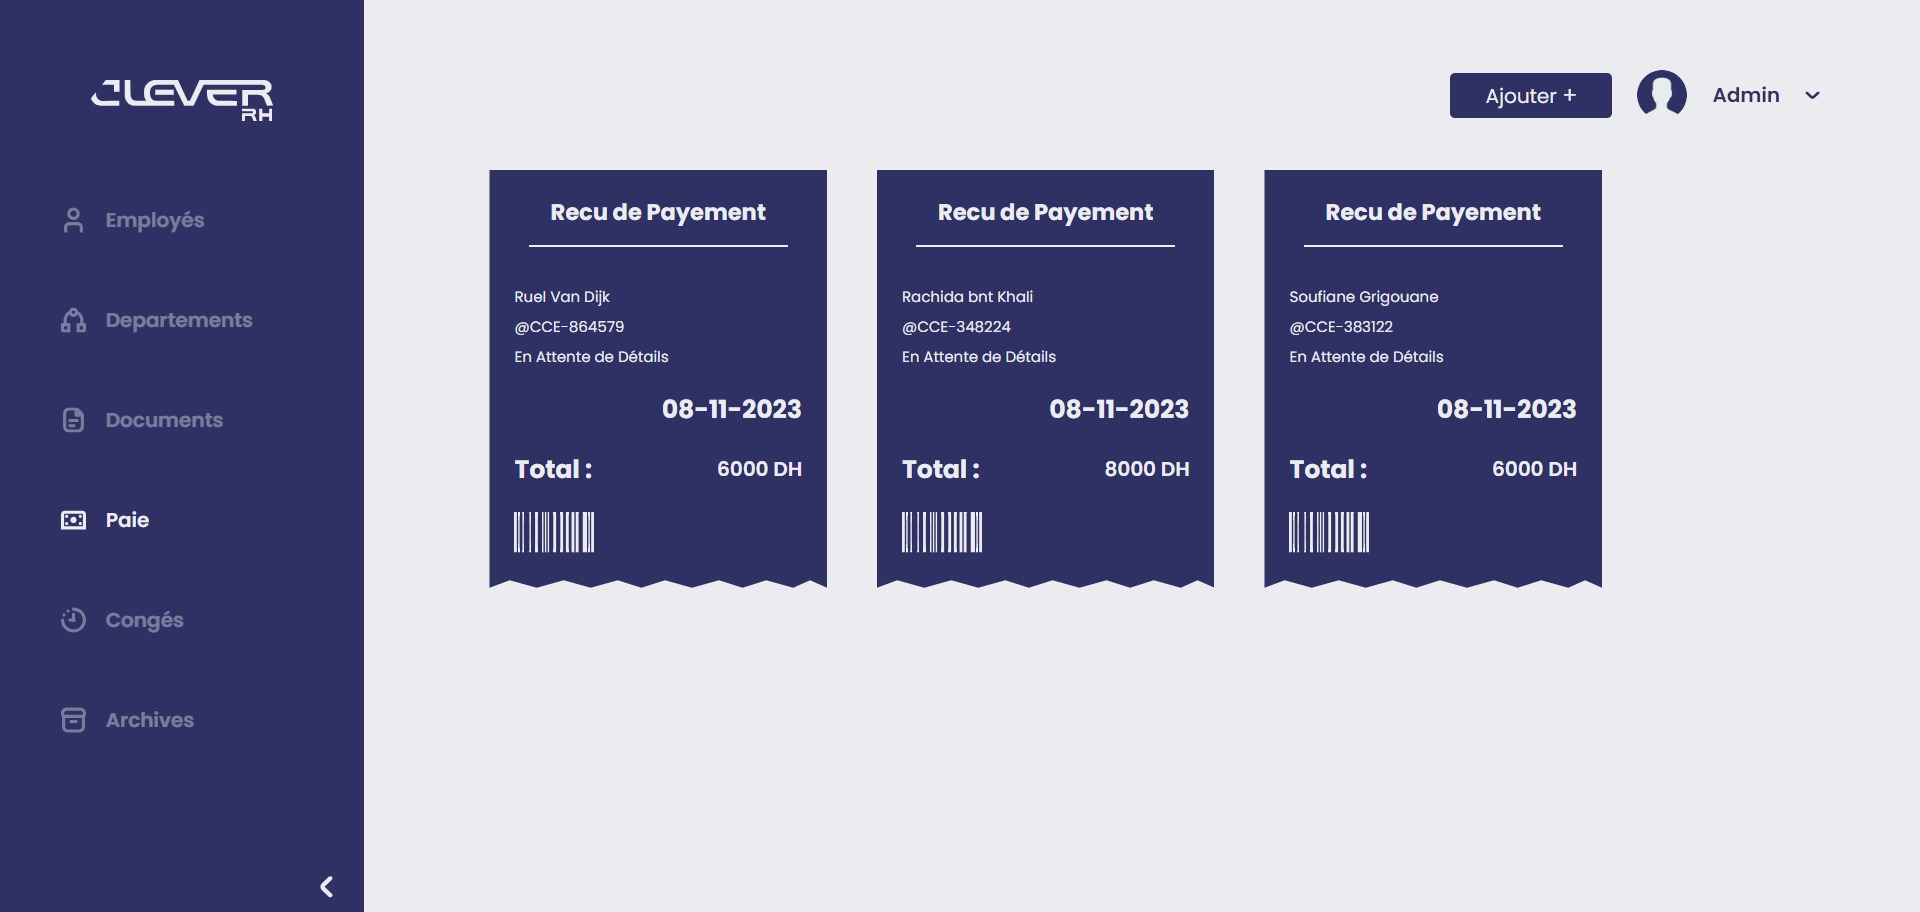 CLEVER
RH
Employés
Departements
Documents
Paie
Congés
Archives
Ajouter +
Admin
Recu de Payement
Ruel Van Dijk
@CCE-864579
En Attente de Détails
08-11-2023
Total : 6000 DH
Recu de Payement
Rachida bnt Khali
@CCE-348224
En Attente de Détails
08-11-2023
Total : 8000 DH
Recu de Payement
Soufiane Grigouane
@CCE-383122
En Attente de Détails
08-11-2023
Total : 6000 DH